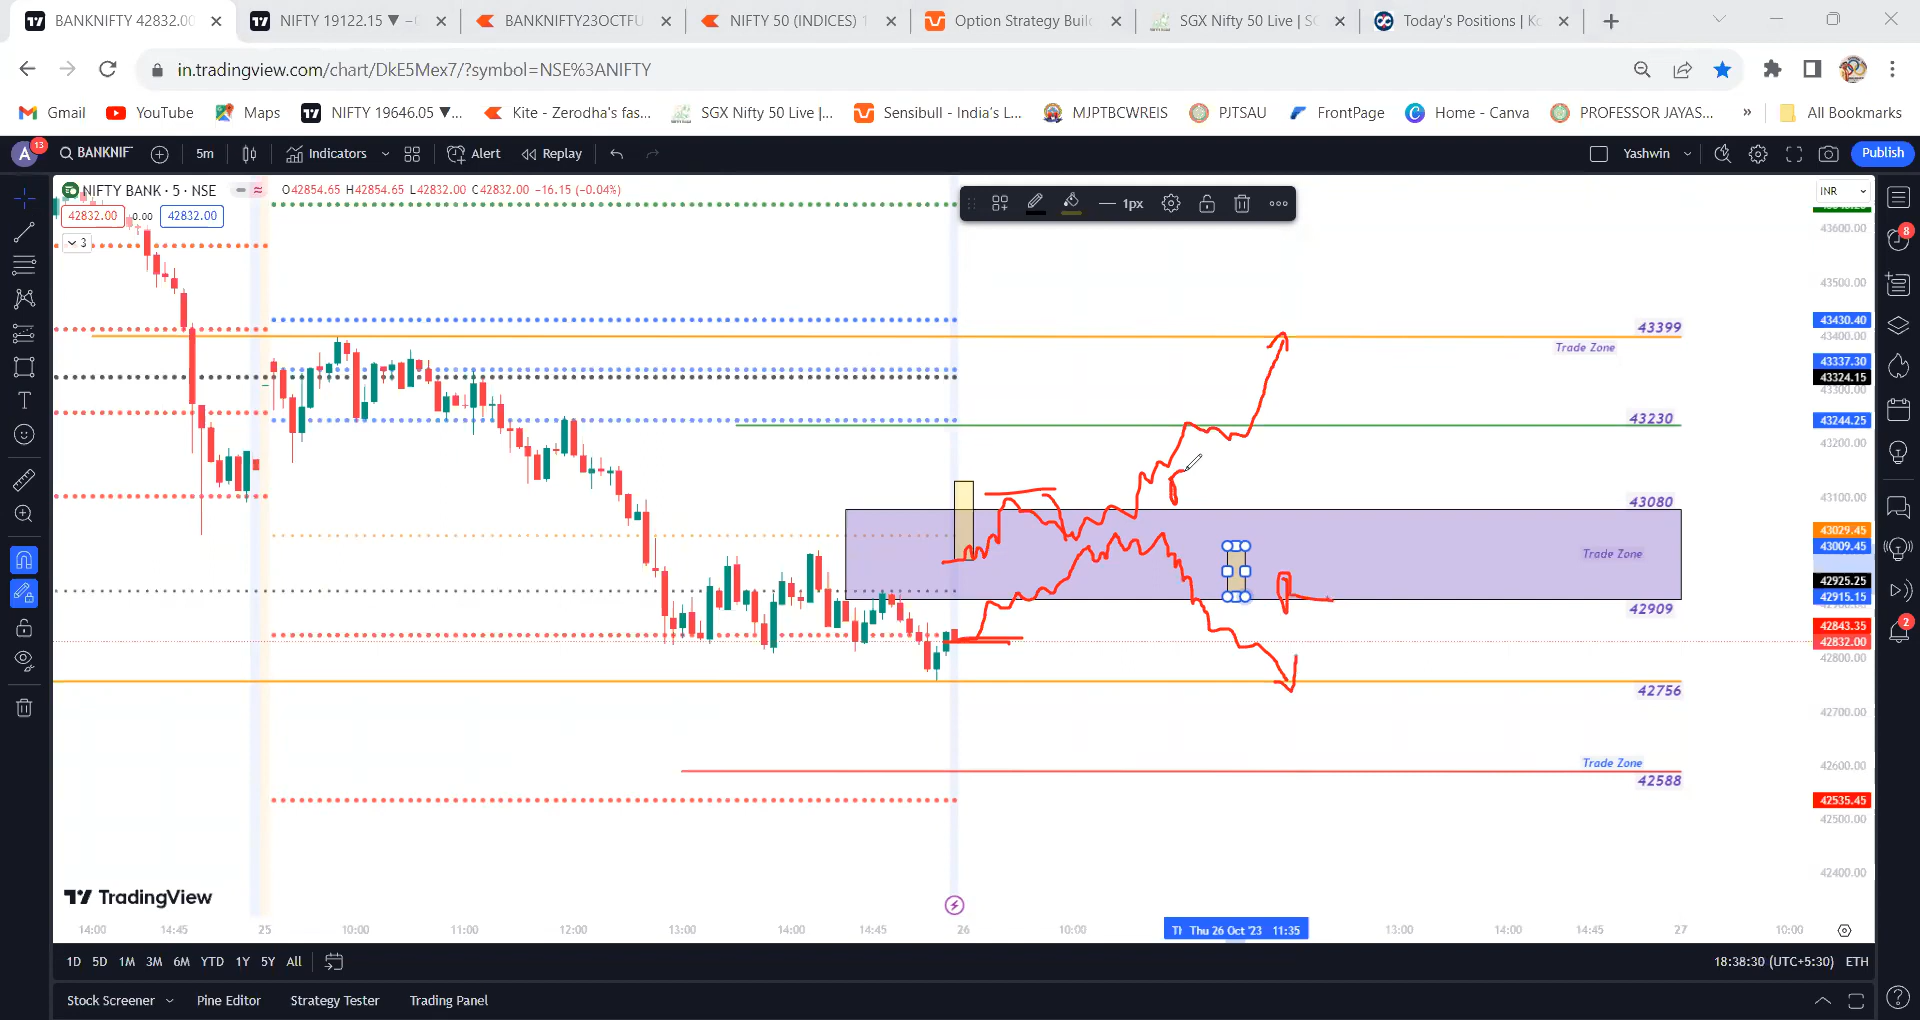 BANKNIFTY 42832.00
NIFTY 19122.15 ▼ −
BANKNIFTY23OCTFU
NIFTY 50 (INDICES) 1
Option Strategy Buil
SGX Nifty 50 Live | S
Today's Positions | K
in.tradingview.com/chart/DkE5Mex7/?symbol=NSE%3ANIFTY
Gmail
YouTube
Maps
NIFTY 19646.05 ▼...
Kite - Zerodha's fas...
SGX Nifty 50 Live |...
Sensibull - India's L...
MJPTBCWREIS
PJTSAU
FrontPage
Home - Canva
PROFESSOR JAYAS...
»
All Bookmarks
A
13
BANKNIF
5m
Indicators
Alert
Replay
Yashwin
Publish
NIFTY BANK · 5 · NSE
O42854.65 H42854.65 L42832.00 C42832.00 −16.15 (−0.04%)
42832.00
0.00
42832.00
3
1px
INR
43600.00
8
43500.00
43399
43430.40
43400.00
Trade Zone
43337.30
43324.15
43300.00
43230
43244.25
43200.00
43080
43100.00
43029.45
43009.45
Trade Zone
42925.25
42915.15
42909
42843.35
42832.00
2
42800.00
42756
42700.00
Trade Zone
42600.00
42588
42535.45
42500.00
42400.00
TradingView
14:00
14:45
25
10:00
11:00
12:00
13:00
14:00
14:45
26
10:00
Thu 26 Oct '23 11:35
13:00
14:00
14:45
27
10:00
1D
5D
1M
3M
6M
YTD
1Y
5Y
All
18:38:30 (UTC+5:30)
ETH
Stock Screener
Pine Editor
Strategy Tester
Trading Panel